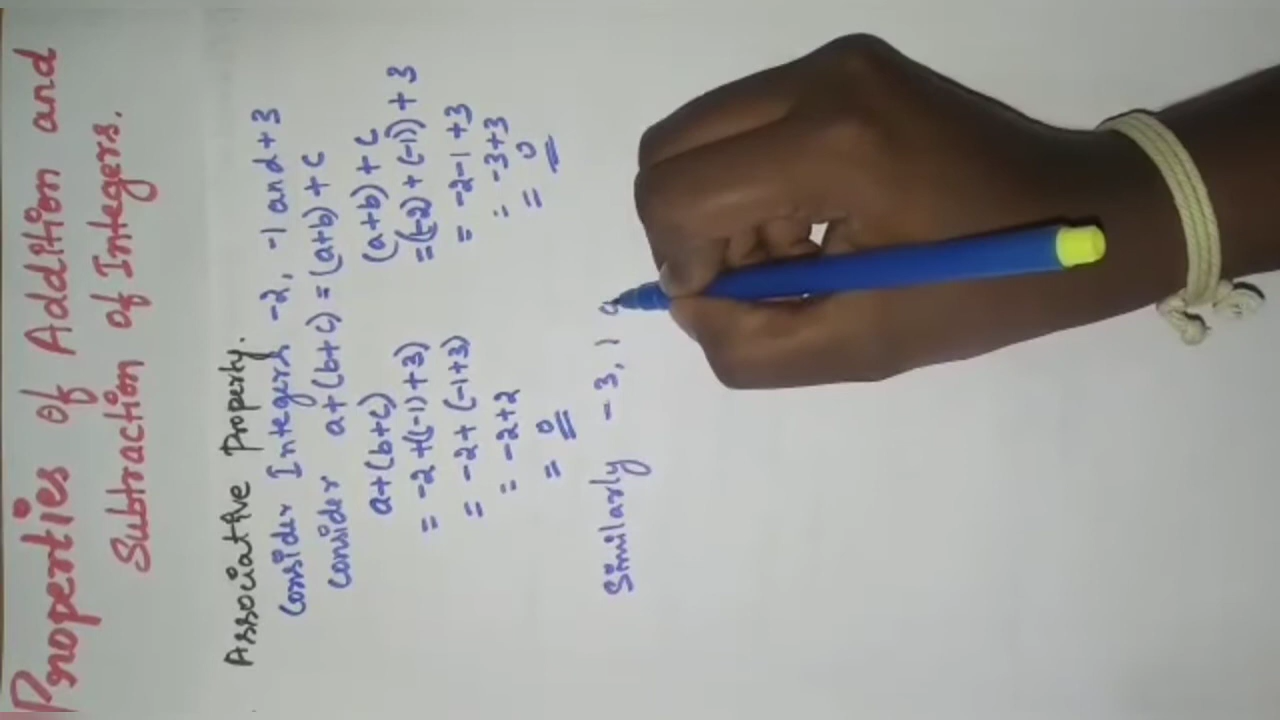 Properties of Addition and
Subtraction of Integers.
Associative Property.
Consider Integers -2, -1 and +3
Consider a+(b+c) = (a+b)+c
a+(b+c)
= -2+((-1)+3)
= -2+(-1+3)
= -2+2
= 0
(a+b)+c
=(-2)+(-1))+3
= -2-1+3
= -3+3
= 0
Similarly -3, 1